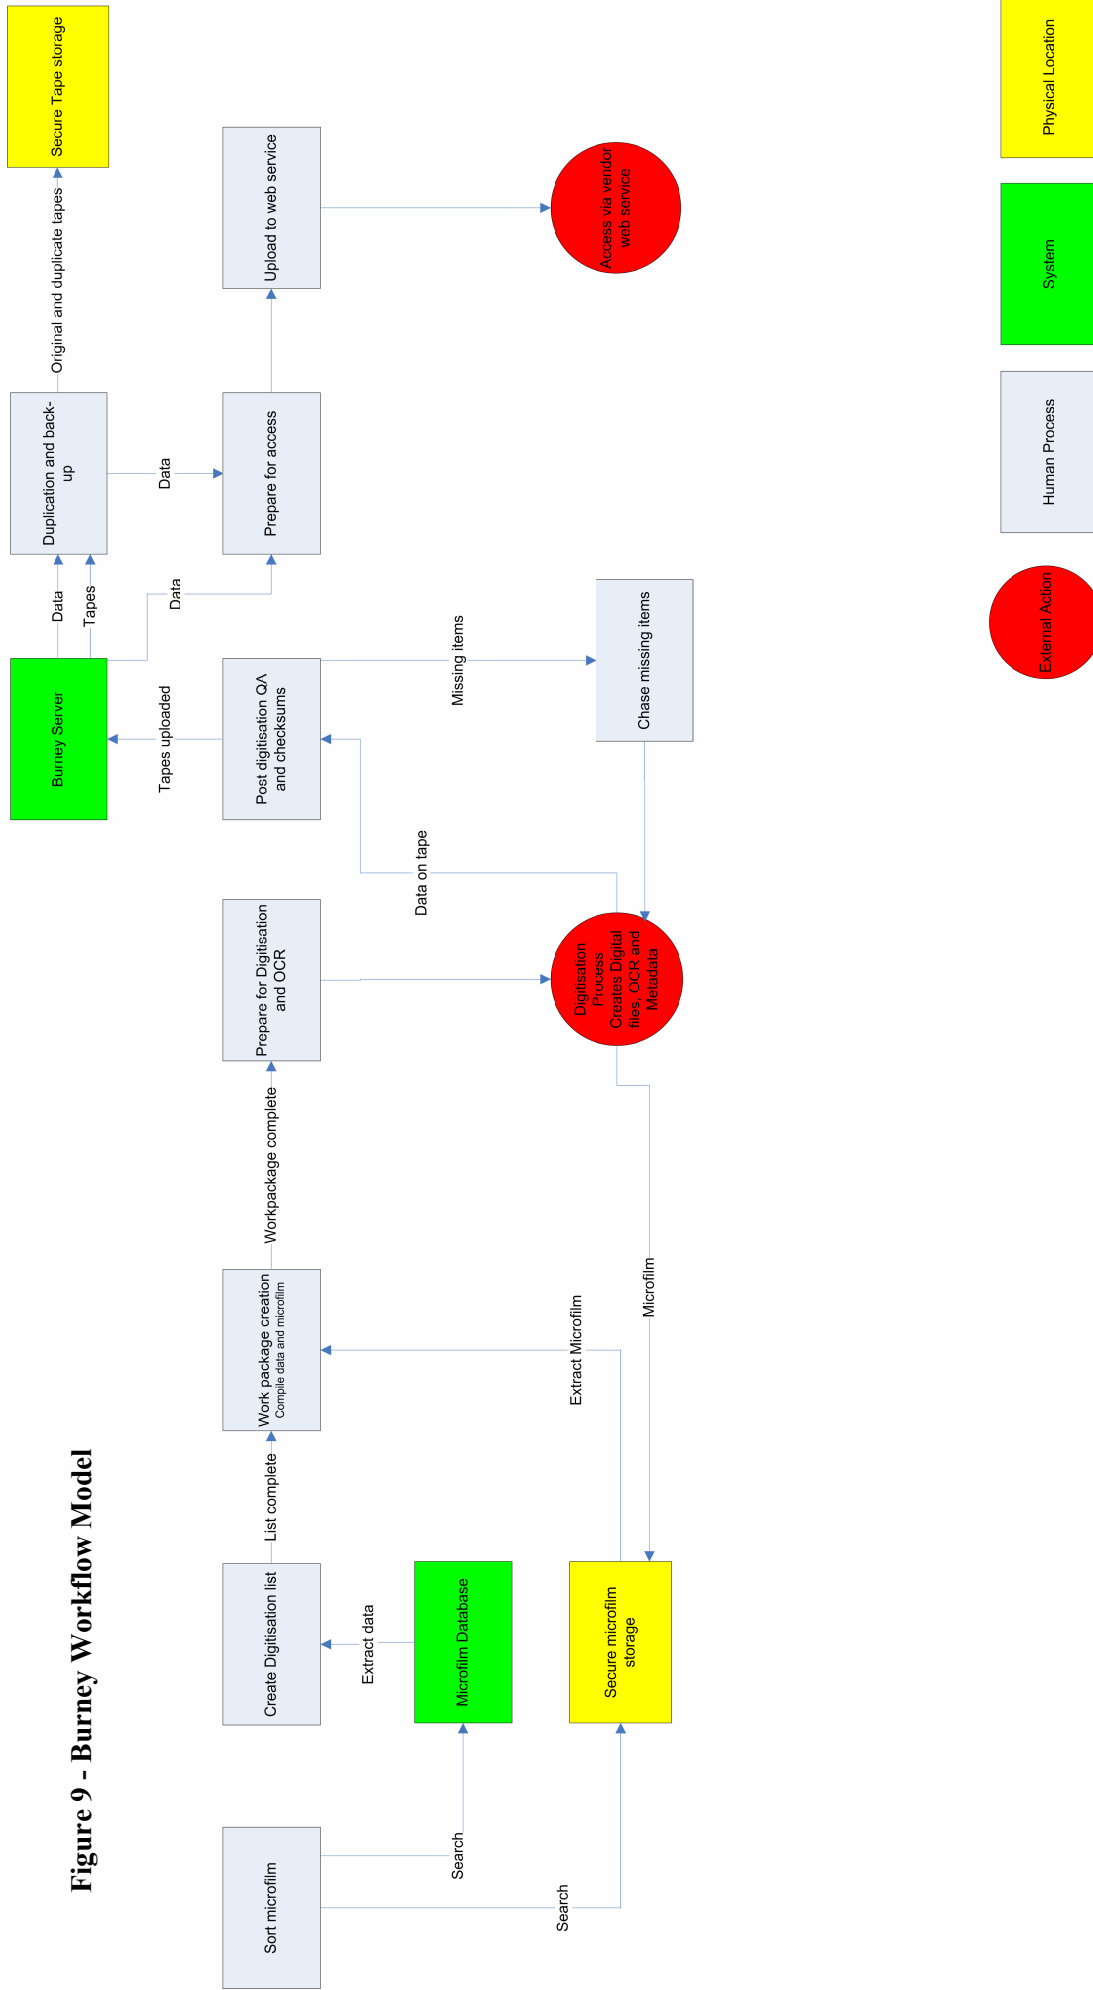 Figure 9 - Burney Workflow Model
Sort microfilm
Search
Search
Create Digitisation list
Extract data
Microfilm Database
Secure microfilm
storage
List complete
Work package creation
Compile data and microfilm
Extract Microfilm
Microfilm
Workpackage complete
Prepare for Digitisation
and OCR
Digitisation
Process
Creates Digital
files, OCR and
Metadata
Data on tape
Burney Server
Tapes uploaded
Post digitisation QA
and checksums
Missing items
Chase missing items
Data
Tapes
Data
Duplication and back-
up
Data
Prepare for access
Original and duplicate tapes
Secure Tape storage
Upload to web service
Access via vendor
web service
External Action
Human Process
System
Physical Location